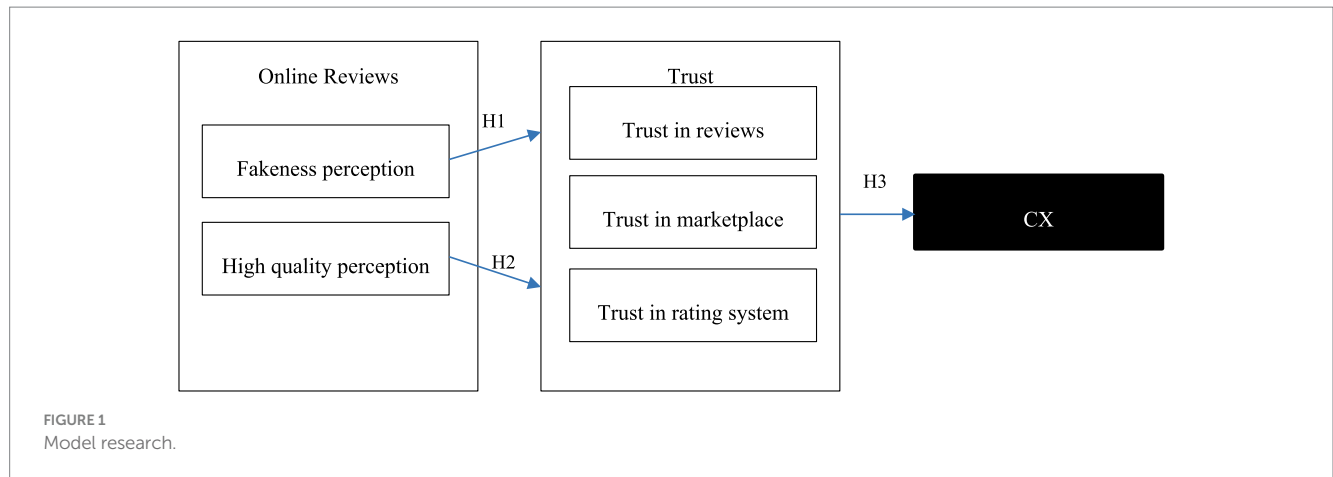 Online Reviews
Fakeness perception
High quality perception
H1
H2
Trust
Trust in reviews
Trust in marketplace
Trust in rating system
H3
CX
FIGURE 1
Model research.